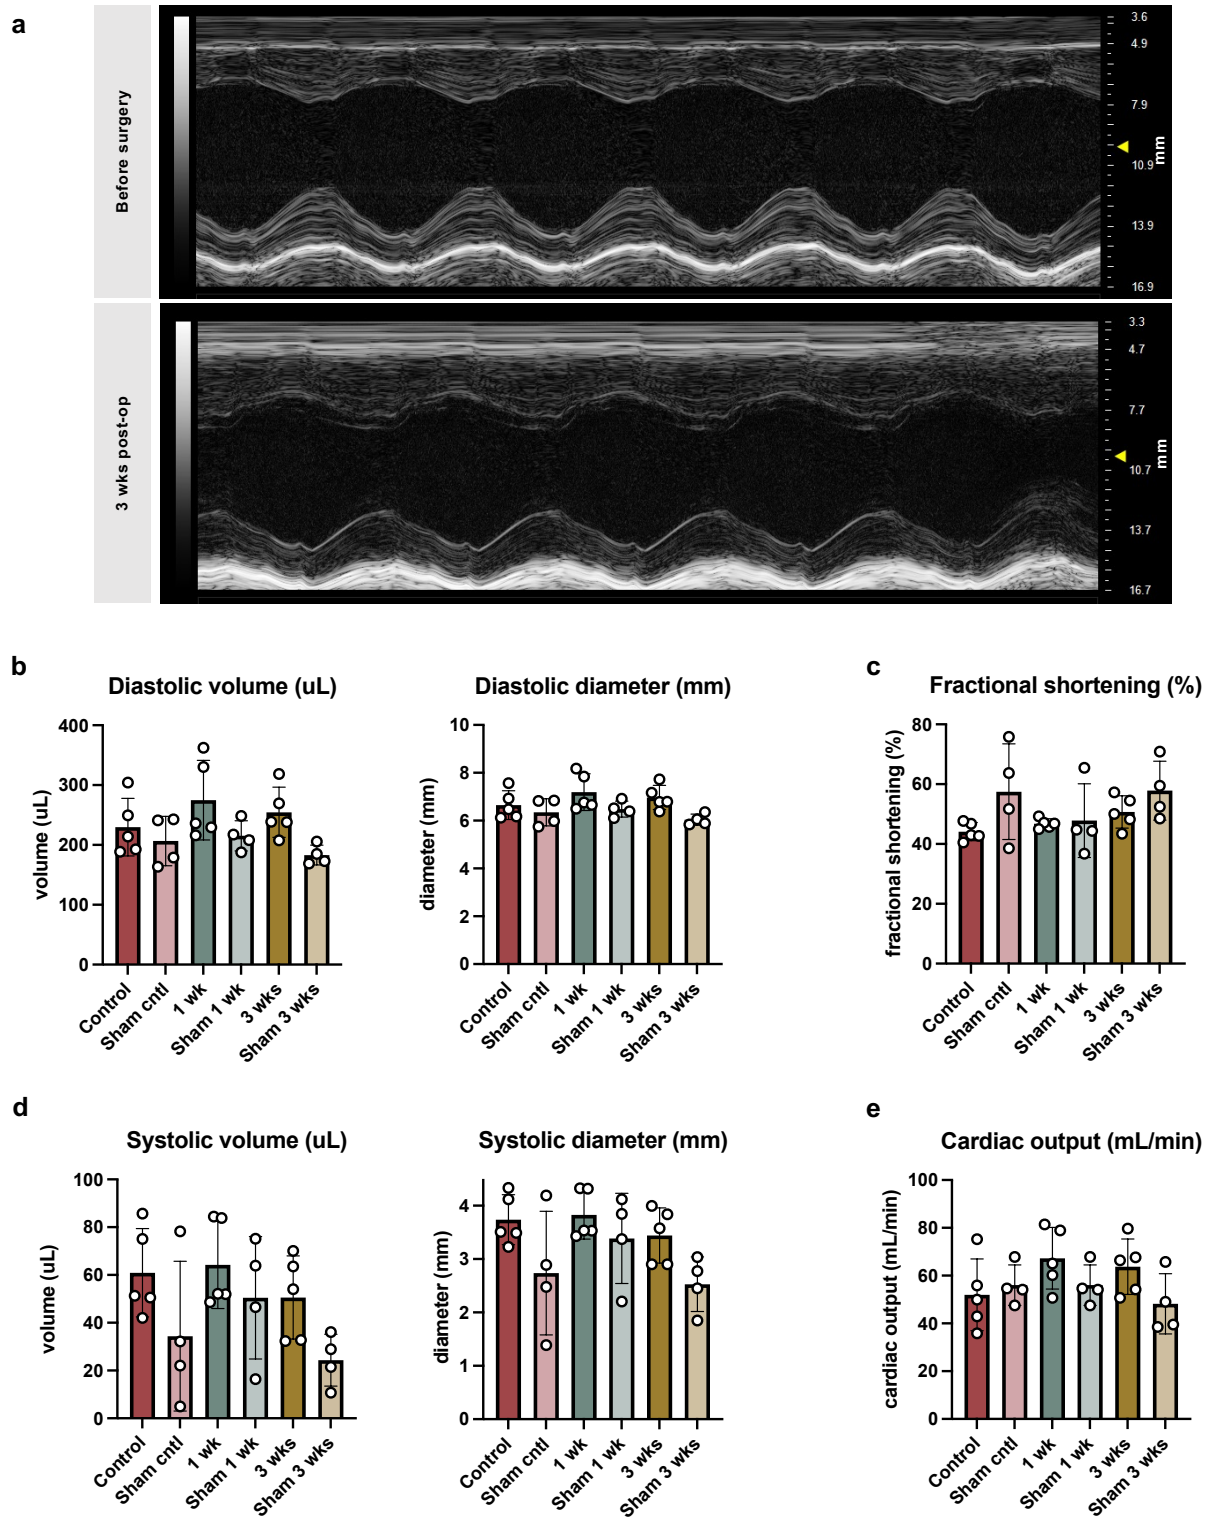 a
Before surgery
3.6
4.9
7.9
10.9
13.9
16.9
mm
3 wks post-op
3.3
4.7
7.7
10.7
13.7
16.7
mm
b
Diastolic volume (uL)
volume (uL)
400
300
200
100
0
Control
Sham cntl
1 wk
Sham 1 wk
3 wks
Sham 3 wks
Diastolic diameter (mm)
diameter (mm)
10
8
6
4
2
0
Control
Sham cntl
1 wk
Sham 1 wk
3 wks
Sham 3 wks
c
Fractional shortening (%)
fractional shortening (%)
80
60
40
20
0
Control
Sham cntl
1 wk
Sham 1 wk
3 wks
Sham 3 wks
d
Systolic volume (uL)
volume (uL)
100
80
60
40
20
0
Control
Sham cntl
1 wk
Sham 1 wk
3 wks
Sham 3 wks
Systolic diameter (mm)
diameter (mm)
4
3
2
1
0
Control
Sham cntl
1 wk
Sham 1 wk
3 wks
Sham 3 wks
e
Cardiac output (mL/min)
cardiac output (mL/min)
100
80
60
40
20
0
Control
Sham cntl
1 wk
Sham 1 wk
3 wks
Sham 3 wks